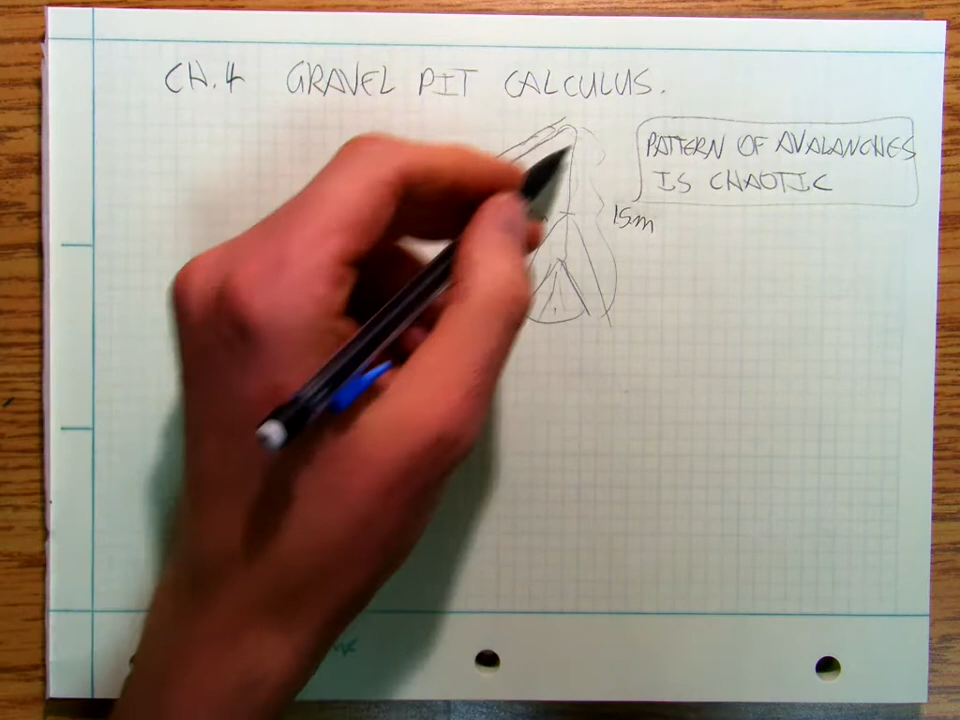 CH.4 GRAVEL PIT CALCULUS.
PATTERN OF AVALANCHES
IS CHAOTIC
15m